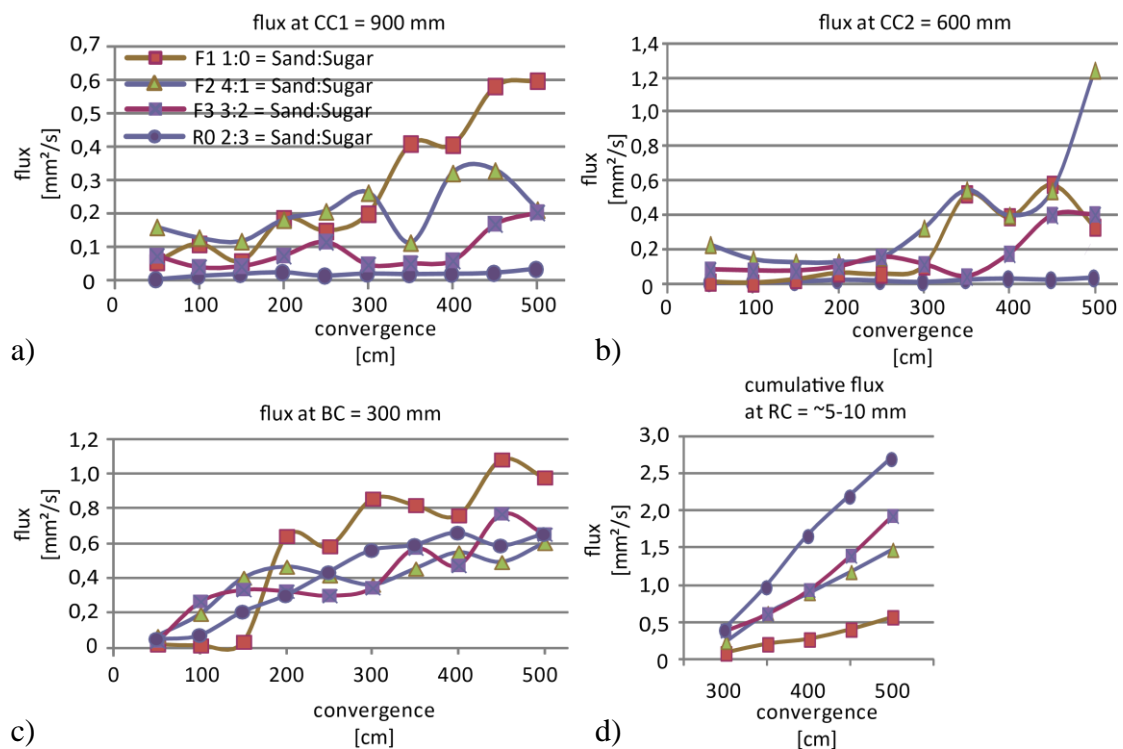 flux at CC1 = 900 mm
0,7
0,6
0,5
0,4
0,3
0,2
0,1
0
flux
[mm²/s]
F1 1:0 = Sand:Sugar
F2 4:1 = Sand:Sugar
F3 3:2 = Sand:Sugar
R0 2:3 = Sand:Sugar
0 100 200 300 400 500
convergence
[cm]
a)
flux at CC2 = 600 mm
1,4
1,2
1,0
0,8
0,6
0,4
0,2
0
flux
[mm²/s]
0 100 200 300 400 500
convergence
[cm]
b)
flux at BC = 300 mm
1,2
1,0
0,8
0,6
0,4
0,2
0
flux
[mm²/s]
0 100 200 300 400 500
convergence
[cm]
c)
cumulative flux
at RC = ~5-10 mm
3,0
2,5
2,0
1,5
1,0
0,5
0
flux
[mm²/s]
300 400 500
convergence
[cm]
d)